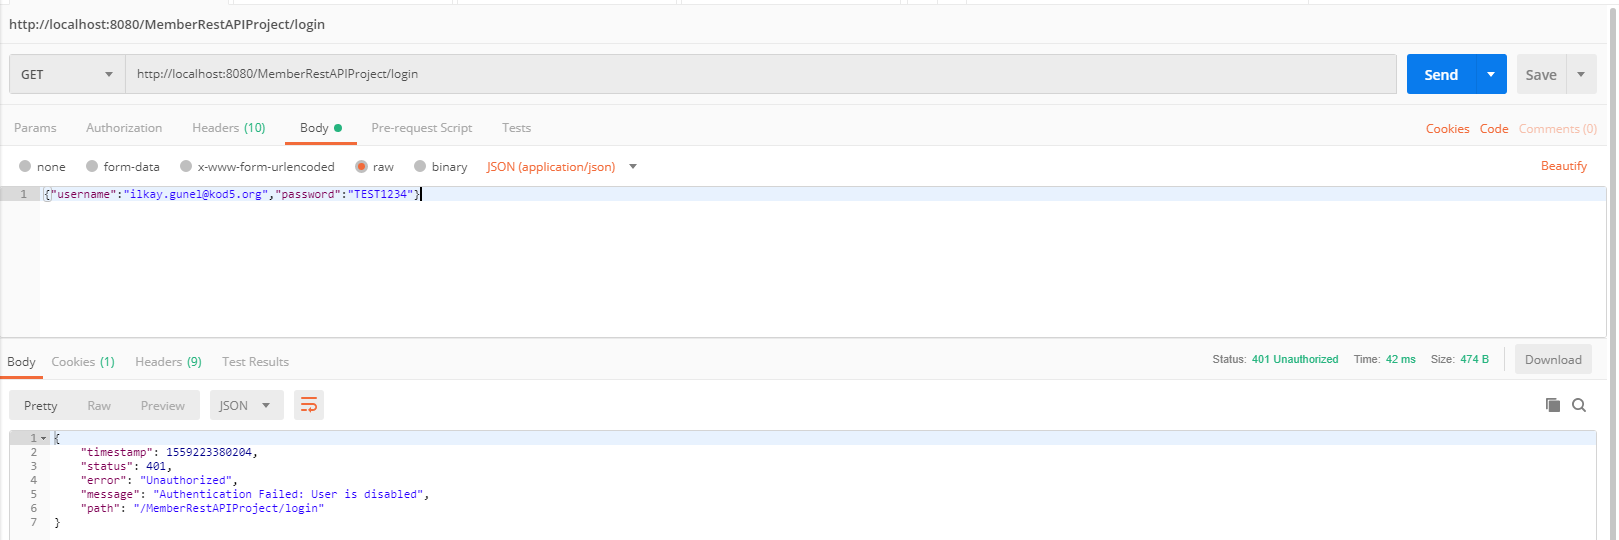 http://localhost:8080/MemberRestAPIProject/login
GET http://localhost:8080/MemberRestAPIProject/login Send Save
Params Authorization Headers (10) Body Pre-request Script Tests Cookies Code Comments (0)
none form-data x-www-form-urlencoded raw binary JSON (application/json) Beautify
1 {"username":"ilkay.gunel@kod5.org","password":"TEST1234"}
Body Cookies (1) Headers (9) Test Results Status: 401 Unauthorized Time: 42 ms Size: 474 B Download
Pretty Raw Preview JSON
1 {
2 "timestamp": 1559223380204,
3 "status": 401,
4 "error": "Unauthorized",
5 "message": "Authentication Failed: User is disabled",
6 "path": "/MemberRestAPIProject/login"
7 }